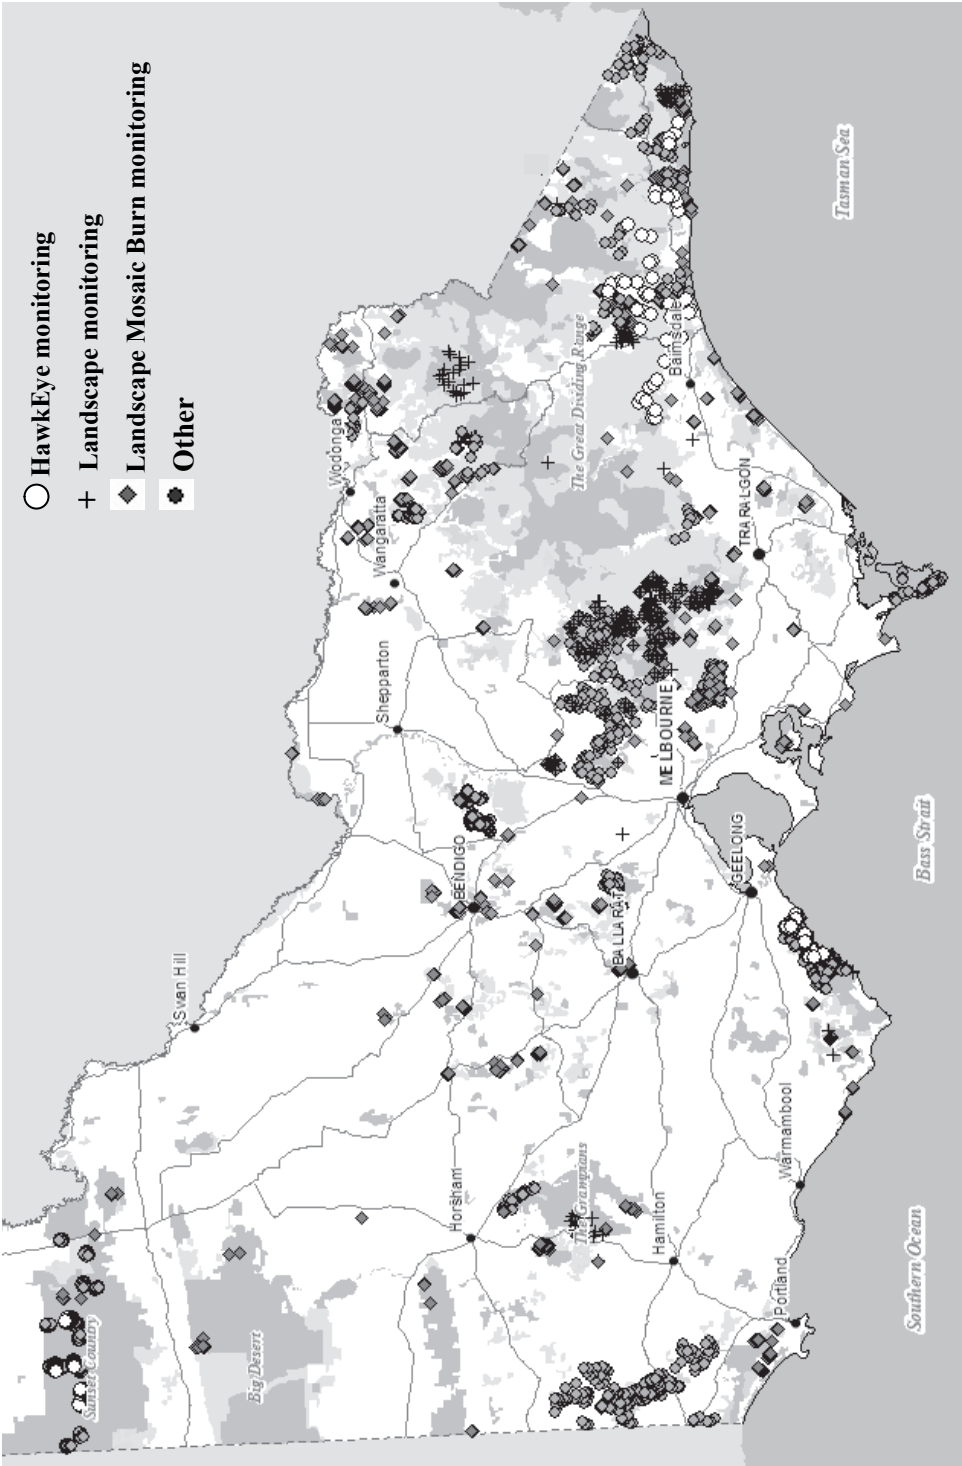 HawkEye monitoring
Landscape monitoring
Landscape Mosaic Burn monitoring
Other
Sunset Country
Big Desert
Swan Hill
Horsham
The Grampians
Hamilton
Portland
Warrnambool
BENDIGO
BALLARAT
GEELONG
MELBOURNE
Shepparton
Wangaratta
Wodonga
The Great Dividing Range
TRARALGON
Bairnsdale
Southern Ocean
Bass Strait
Tasman Sea